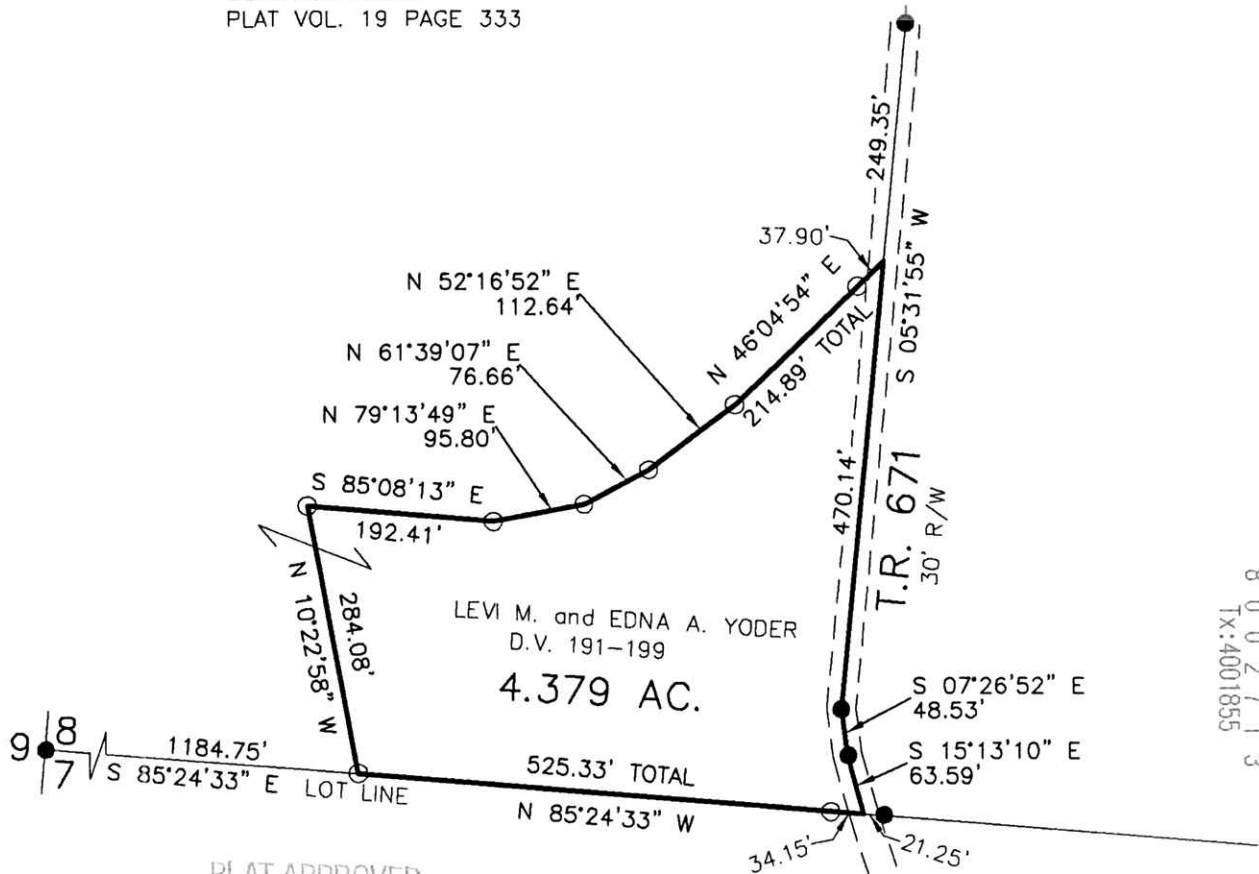 PLAT VOL. 19 PAGE 333
249.35'
37.90'
S 05°31'55" W
N 52°16'52" E
112.64'
N 46°04'54" E
214.89' TOTAL
N 61°39'07" E
76.66'
N 79°13'49" E
95.80'
S 85°08'13" E
192.41'
470.14'
T.R. 671
30' R/W
284.08'
N 10°22'58" W
LEVI M. and EDNA A. YODER
D.V. 191-199
4.379 AC.
S 07°26'52" E
48.53'
S 15°13'10" E
63.59'
Tx:4001855
9
8
7
1184.75'
S 85°24'33" E LOT LINE
525.33' TOTAL
N 85°24'33" W
34.15'
21.25'
PLAT APPROVED